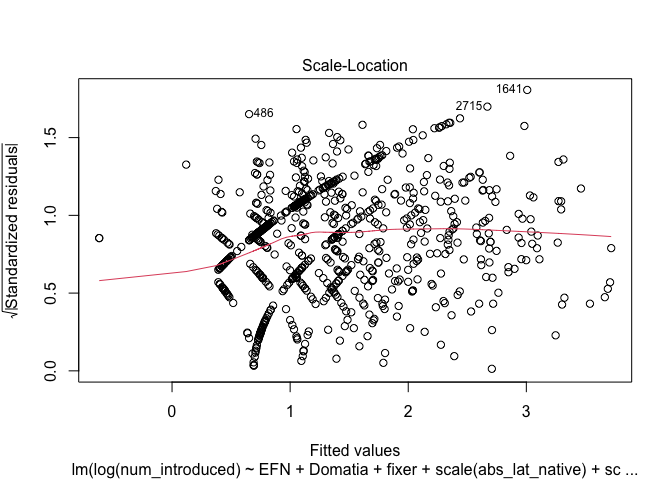 Scale-Location
√|Standardized residuals|
1.5
1.0
0.5
0.0
1641
2715
486
0 1 2 3
Fitted values
lm(log(num_introduced) ~ EFN + Domatia + fixer + scale(abs_lat_native) + sc ...